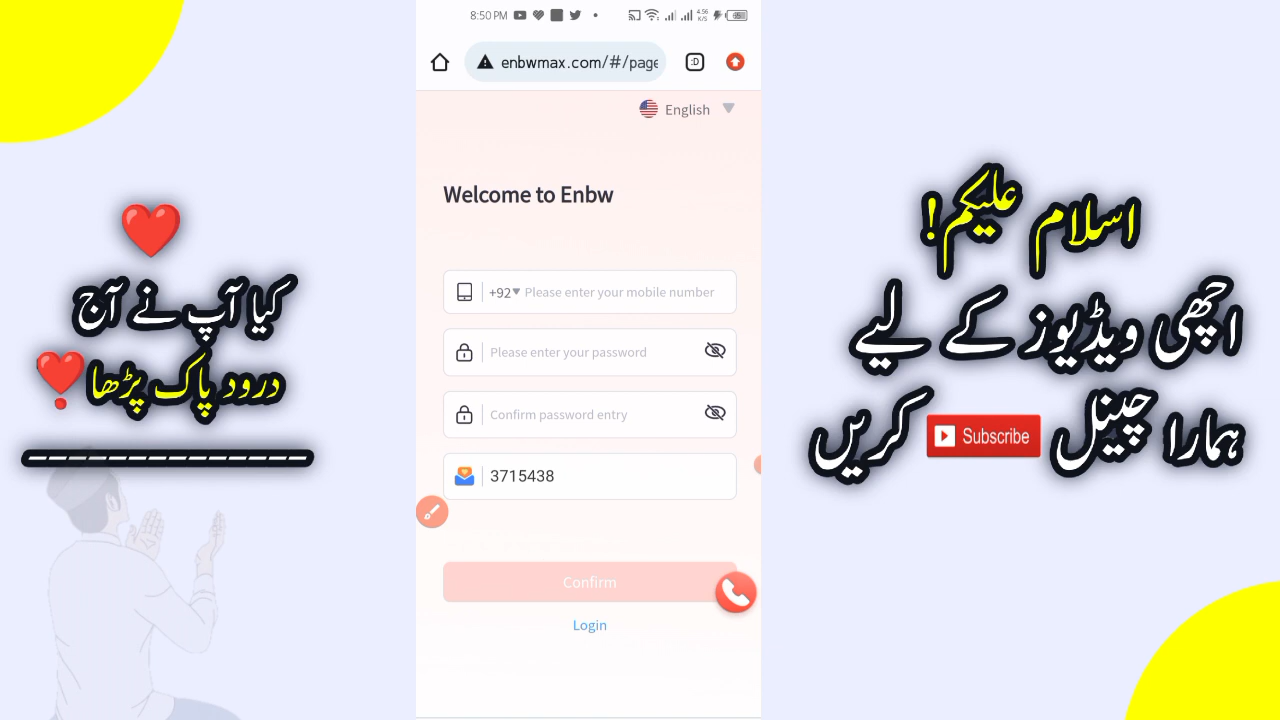 کیا آپ نے آج
درود پاک پڑھا
8:50 PM
4.56 K/S
enbwmax.com/#/page
:D
English
Welcome to Enbw
+92 Please enter your mobile number
Please enter your password
Confirm password entry
3715438
Confirm
Login
اسلام علیکم!
اچھی ویڈیوز کے لیے
ہمارا چینل Subscribe کریں